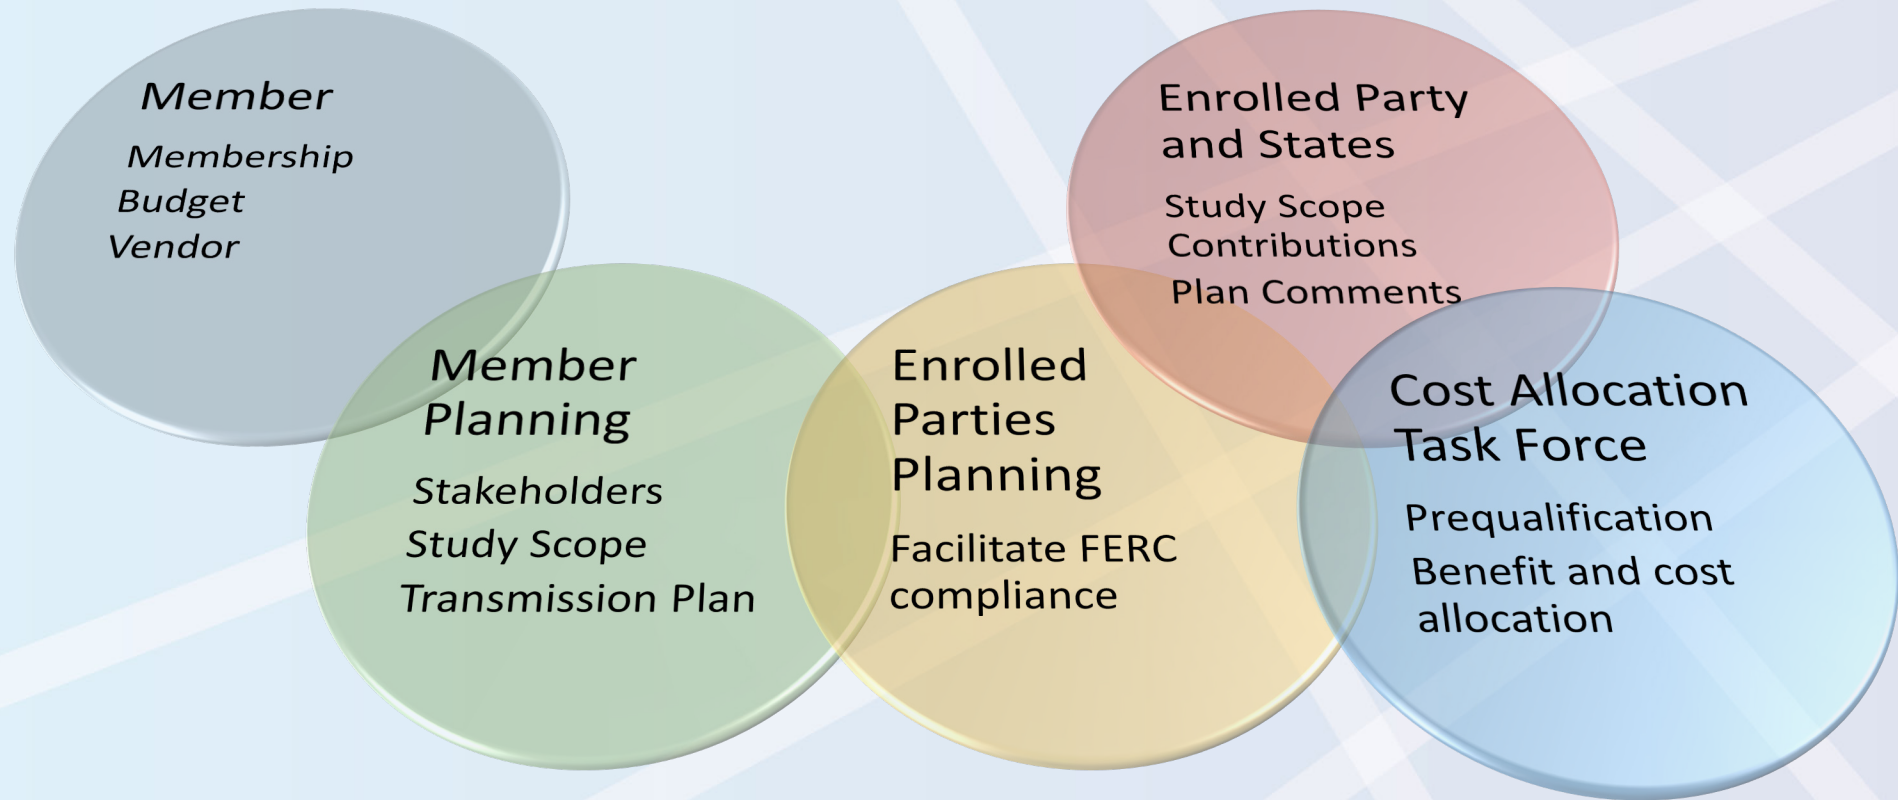 Member
Membership
Budget
Vendor
Member
Planning
Stakeholders
Study Scope
Transmission Plan
Enrolled
Parties
Planning
Facilitate FERC
compliance
Enrolled Party
and States
Study Scope
Contributions
Plan Comments
Cost Allocation
Task Force
Prequalification
Benefit and cost
allocation